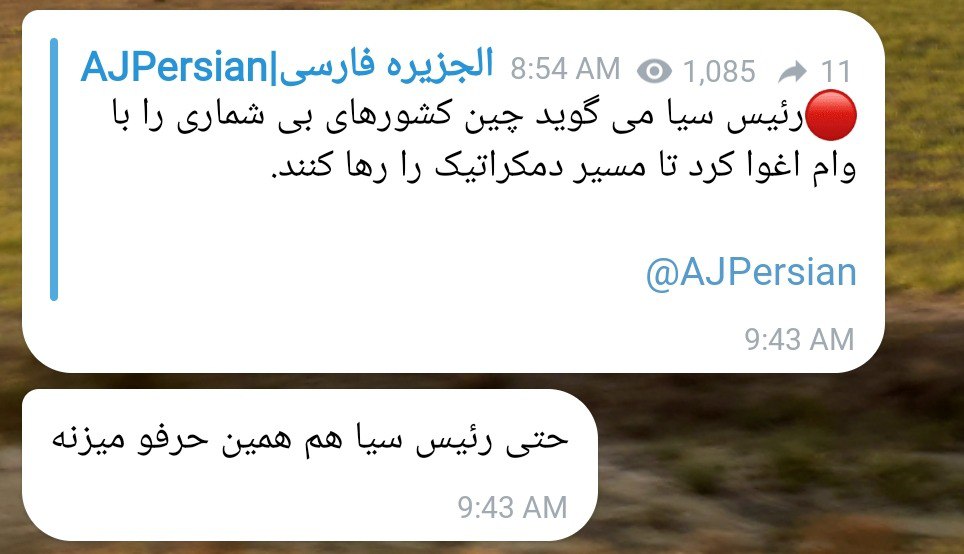 الجزیره فارسی|AJPersian 8:54 AM 1,085 11
🔴رئیس سیا می گوید چین کشورهای بی شماری را با
وام اغوا کرد تا مسیر دمکراتیک را رها کنند.
@AJPersian
9:43 AM
حتی رئیس سیا هم همین حرفو میزنه
9:43 AM